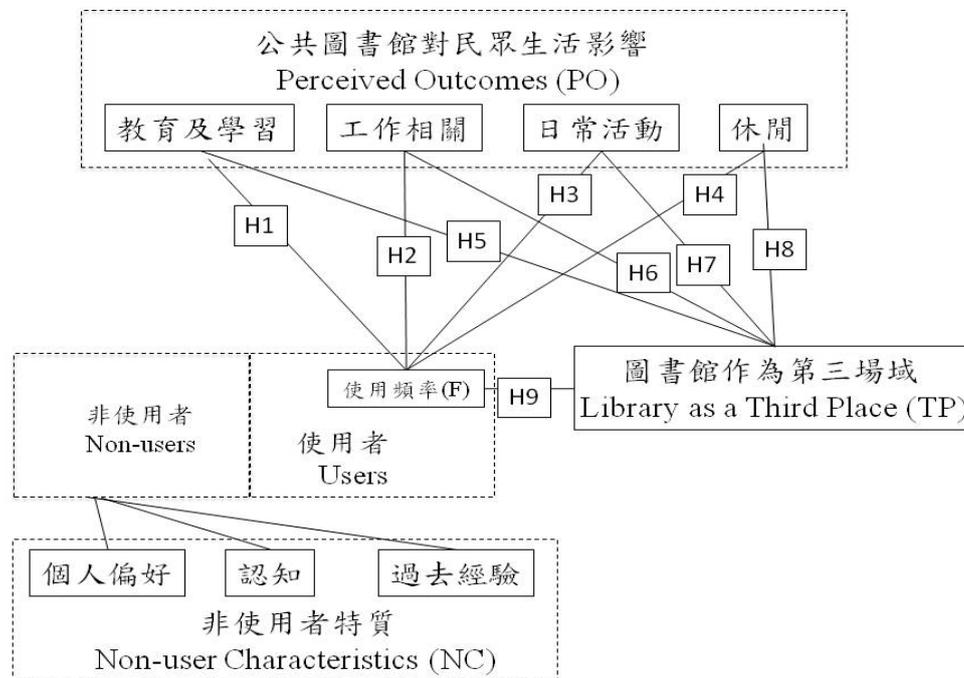 公共圖書館對民眾生活影響
Perceived Outcomes (PO)
教育及學習 工作相關 日常活動 休閒
H1 H2 H3 H4
H5 H6 H7 H8
使用頻率(F) H9
圖書館作為第三場域
Library as a Third Place (TP)
非使用者
Non-users
使用者
Users
個人偏好 認知 過去經驗
非使用者特質
Non-user Characteristics (NC)